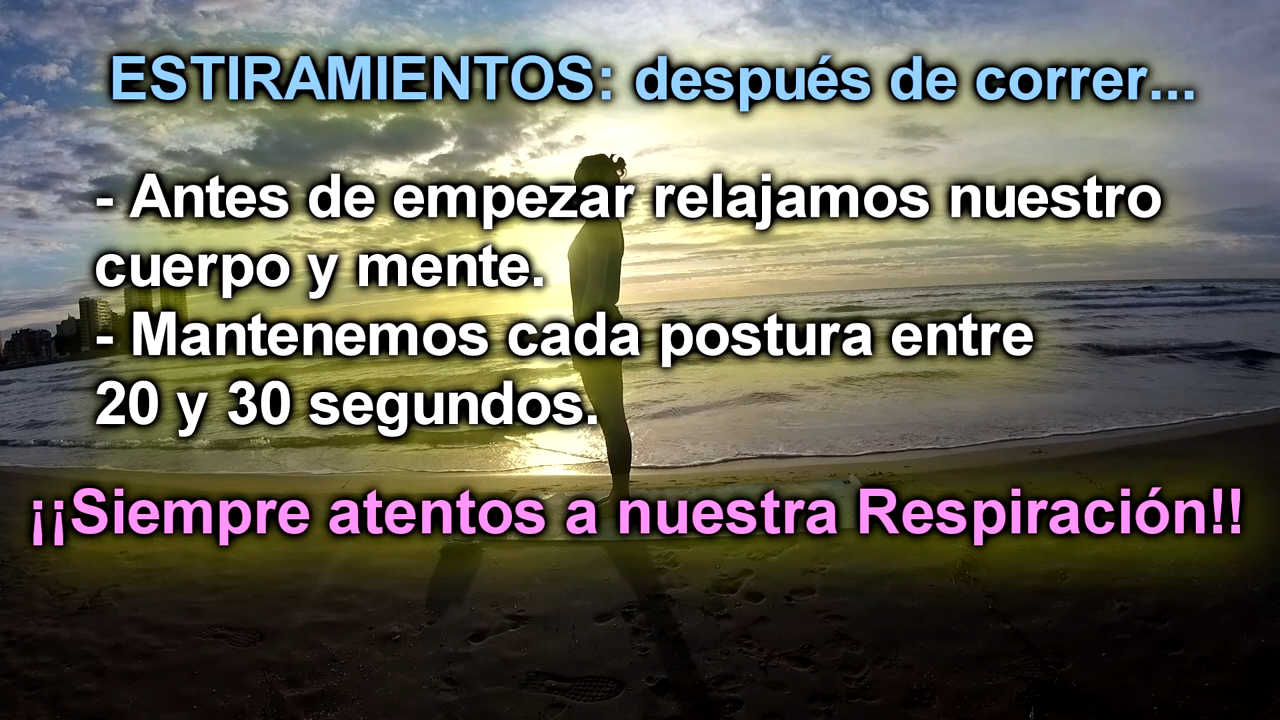 ESTIRAMIENTOS: después de correr...
- Antes de empezar relajamos nuestro
cuerpo y mente.
- Mantenemos cada postura entre
20 y 30 segundos.
¡¡Siempre atentos a nuestra Respiración!!